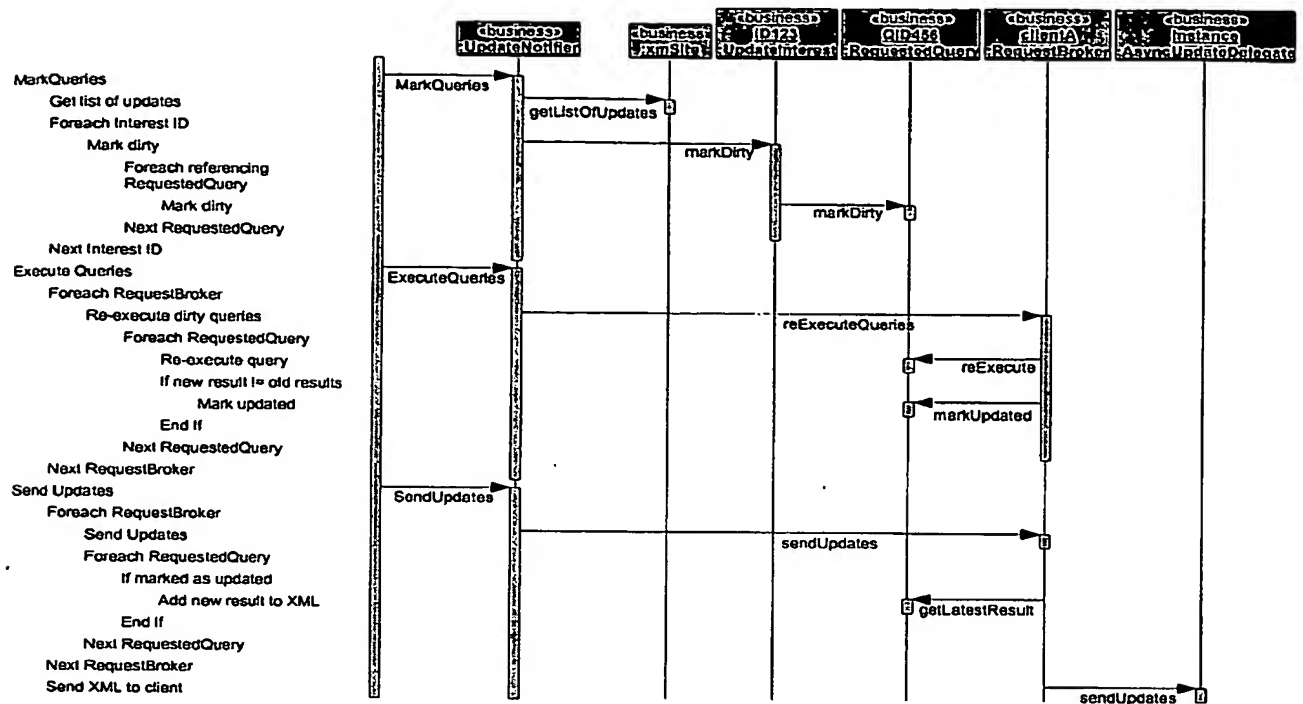 «business»
:UpdateNotifier
«business»
:xmSite1
«business»
ID123
:UpdateInterest
«business»
QID456
:RequestedQuery
«business»
clientA
:RequestBroker
«business»
Instance
:AsyncUpdateDelegate
MarkQueries
Get list of updates
Foreach Interest ID
Mark dirty
Foreach referencing
RequestedQuery
Mark dirty
Next RequestedQuery
Next Interest ID
Execute Queries
Foreach RequestBroker
Re-execute dirty queries
Foreach RequestedQuery
Re-execute query
If new result != old results
Mark updated
End If
Next RequestedQuery
Next RequestBroker
Send Updates
Foreach RequestBroker
Send Updates
Foreach RequestedQuery
If marked as updated
Add new result to XML
End If
Next RequestedQuery
Next RequestBroker
Send XML to client
MarkQueries
getListOfUpdates
markDirty
markDirty
ExecuteQueries
reExecuteQueries
reExecute
markUpdated
SendUpdates
sendUpdates
getLatestResult
sendUpdates